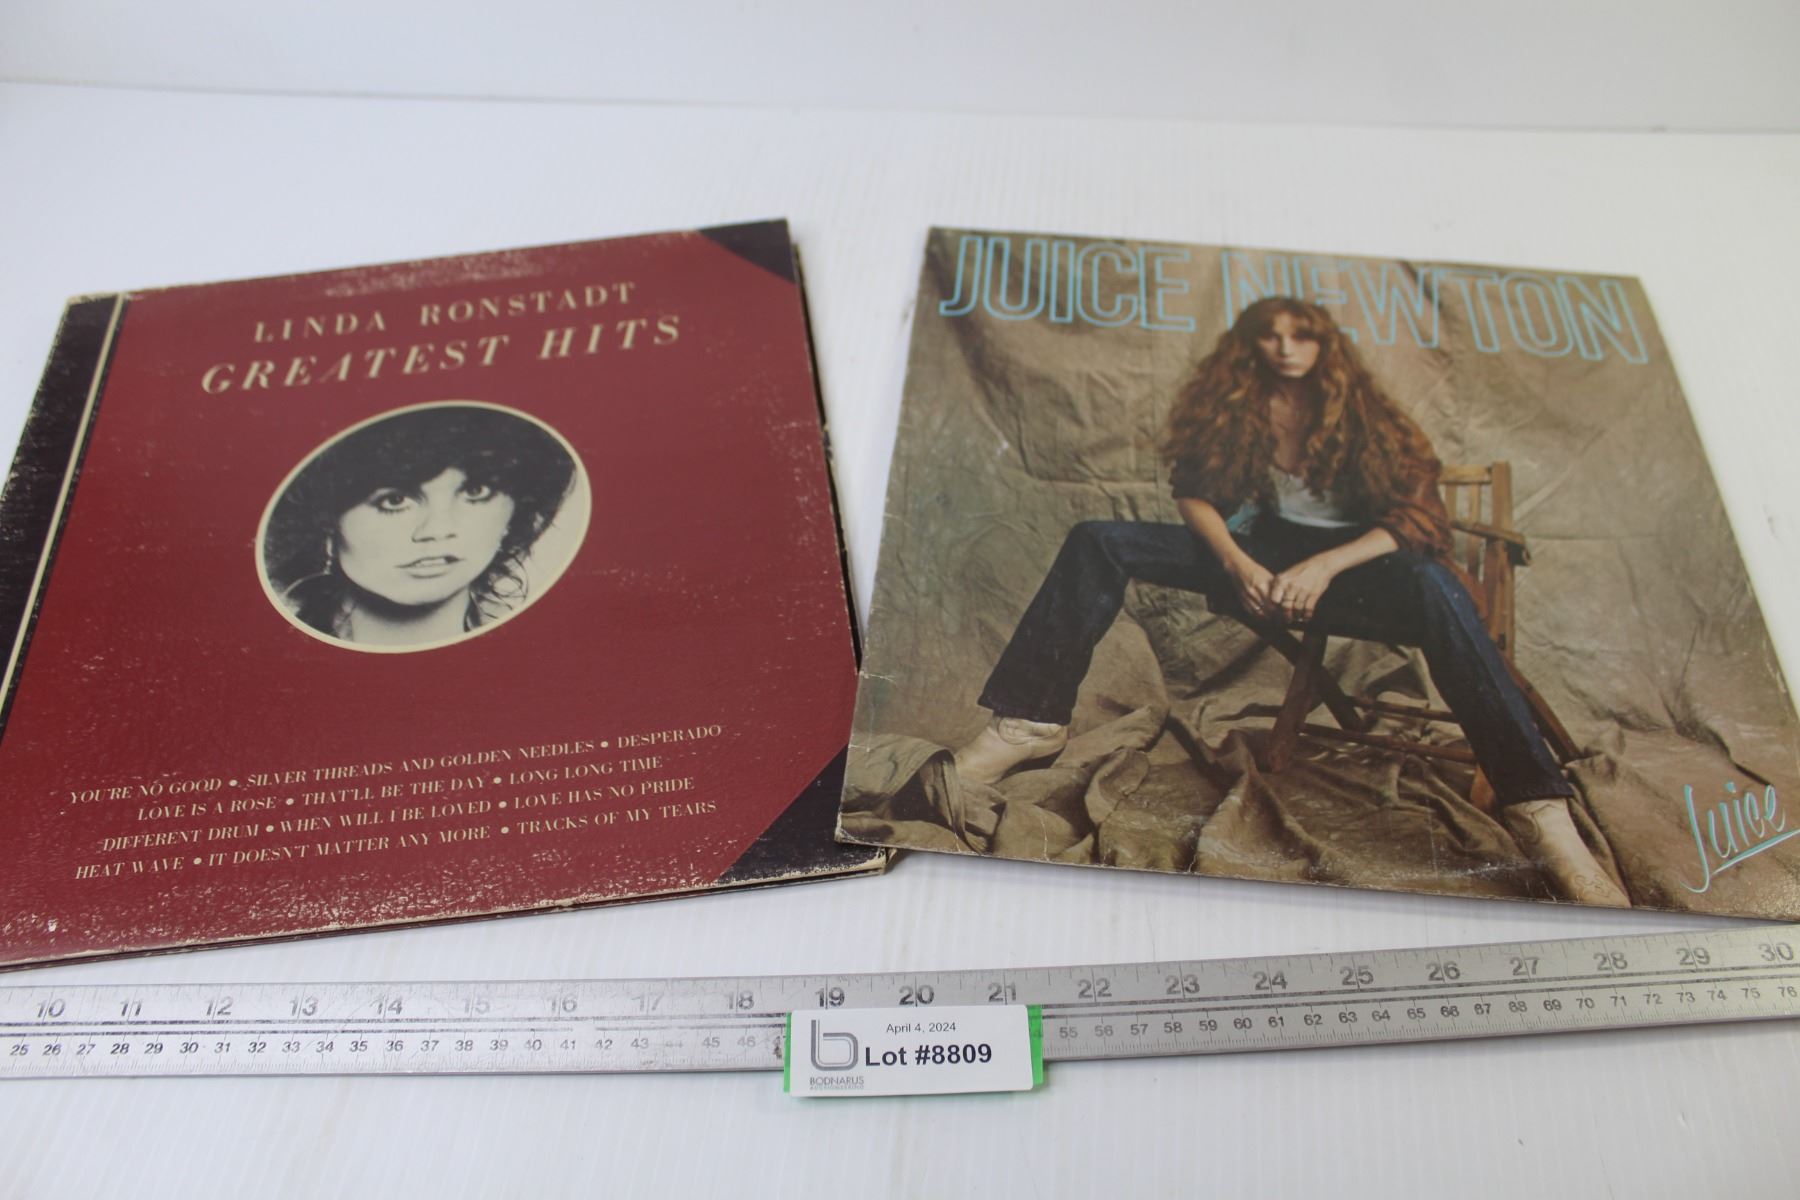 LINDA RONSTADT
GREATEST HITS
YOU'RE NO GOOD • SILVER THREADS AND GOLDEN NEEDLES • DESPERADO
LOVE IS A ROSE • THAT'LL BE THE DAY • LONG LONG TIME
DIFFERENT DRUM • WHEN WILL I BE LOVED • LOVE HAS NO PRIDE
HEAT WAVE • IT DOESN'T MATTER ANY MORE • TRACKS OF MY TEARS
JUICE NEWTON
Juice
10 11 12 13 14 15 16 17 18 19 20 21 22 23 24 25 26 27 28 29 30
25 26 27 28 29 30 31 32 33 34 35 36 37 38 39 40 41 42 43 44 45 46 55 56 57 58 59 60 61 62 63 64 65 66 67 68 69 70 71 72 73 74 75 76
April 4, 2024
Lot #8809
BODNARUS
AUCTIONEERING